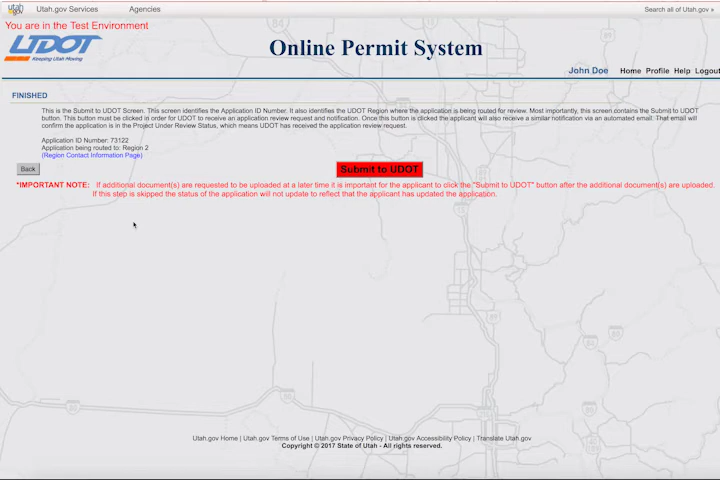 utah.gov Utah.gov Services Agencies Search all of Utah.gov »
You are in the Test Environment
UDOT
Keeping Utah Moving
Online Permit System
John Doe Home Profile Help Logout
FINISHED
This is the Submit to UDOT Screen. This screen identifies the Application ID Number. It also identifies the UDOT Region where the application is being routed for review. Most importantly, this screen contains the Submit to UDOT
button. This button must be clicked in order for UDOT to receive an application review request and notification. Once this button is clicked the applicant will also receive a similar notification via an automated email. That email will
confirm the application is in the Project Under Review Status, which means UDOT has received the application review request.
Application ID Number: 73122
Application being routed to: Region 2
(Region Contact Information Page)
Back Submit to UDOT
*IMPORTANT NOTE: If additional document(s) are requested to be uploaded at a later time it is important for the applicant to click the "Submit to UDOT" button after the additional document(s) are uploaded.
If this step is skipped the status of the application will not update to reflect that the applicant has updated the application.
Utah.gov Home | Utah.gov Terms of Use | Utah.gov Privacy Policy | Utah.gov Accessibility Policy | Translate Utah.gov
Copyright © 2017 State of Utah - All rights reserved.